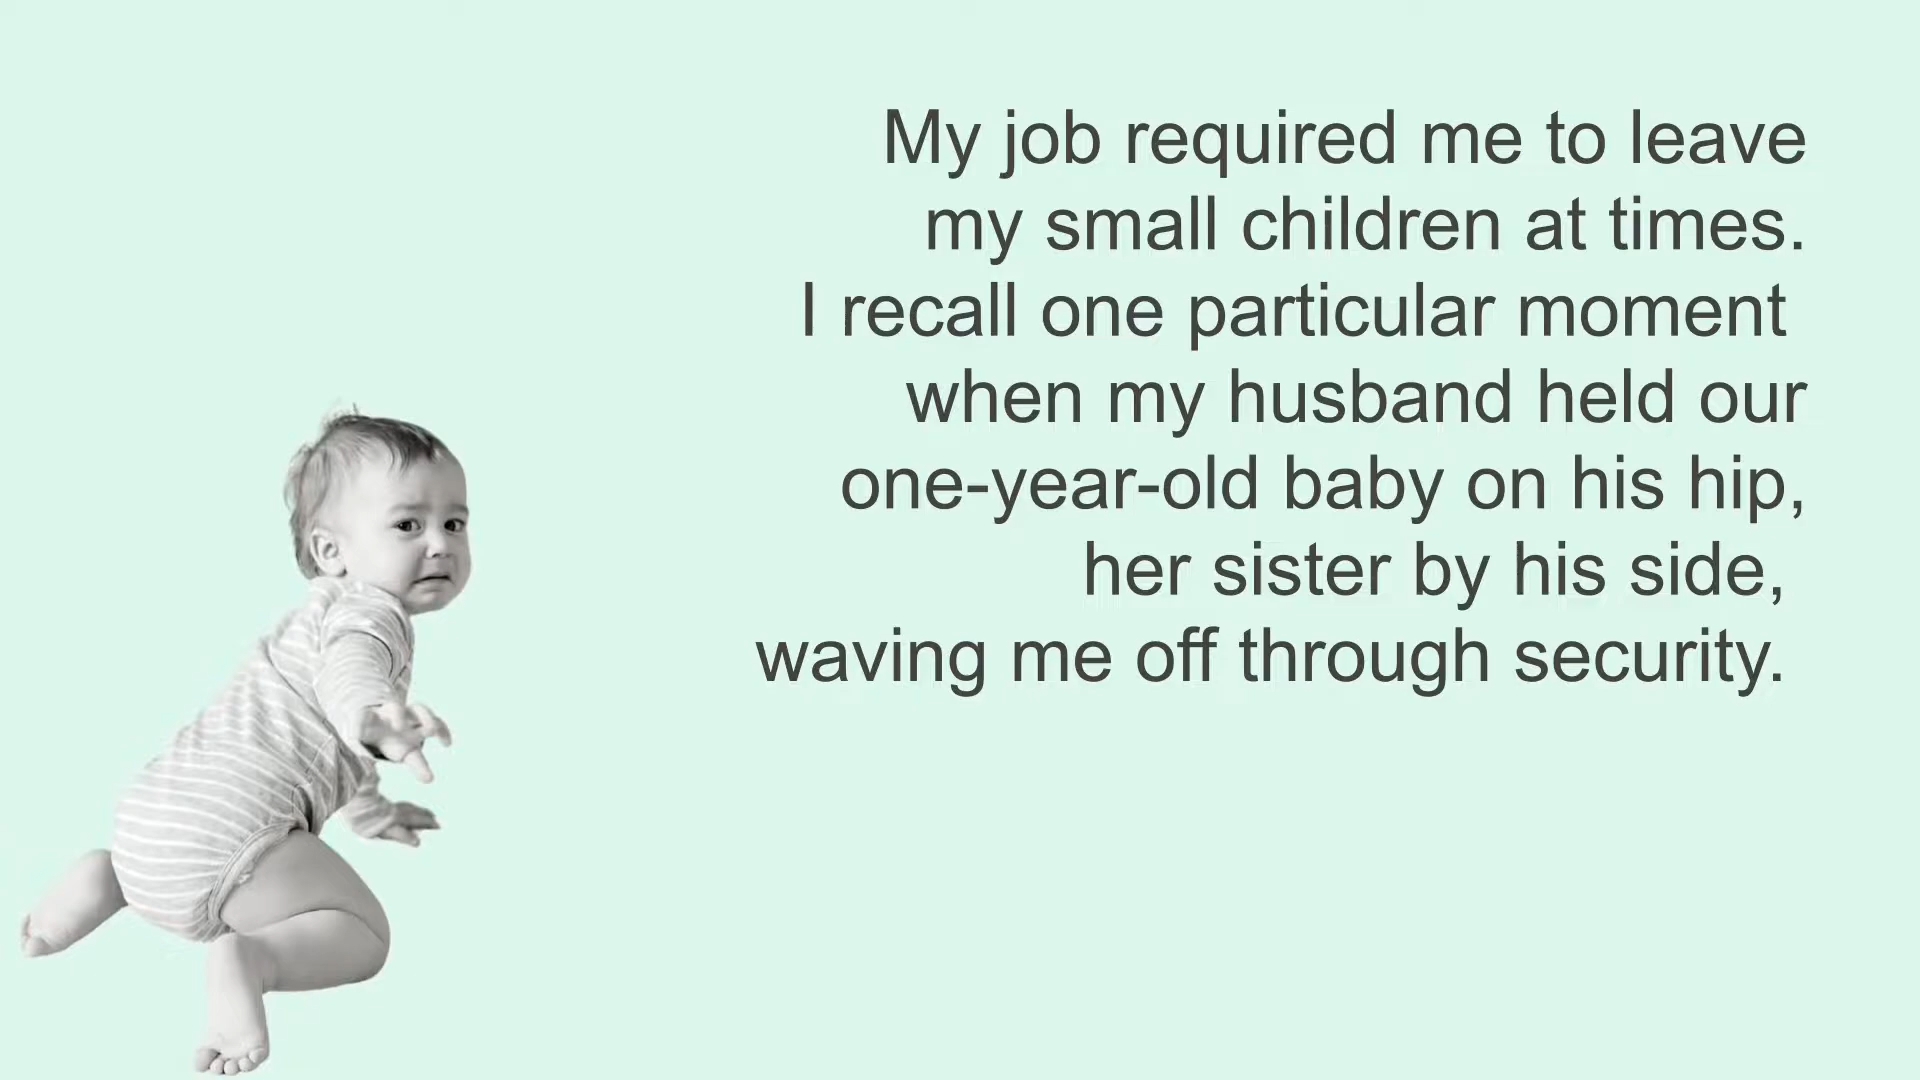 My job required me to leave
my small children at times.
I recall one particular moment
when my husband held our
one-year-old baby on his hip,
her sister by his side,
waving me off through security.